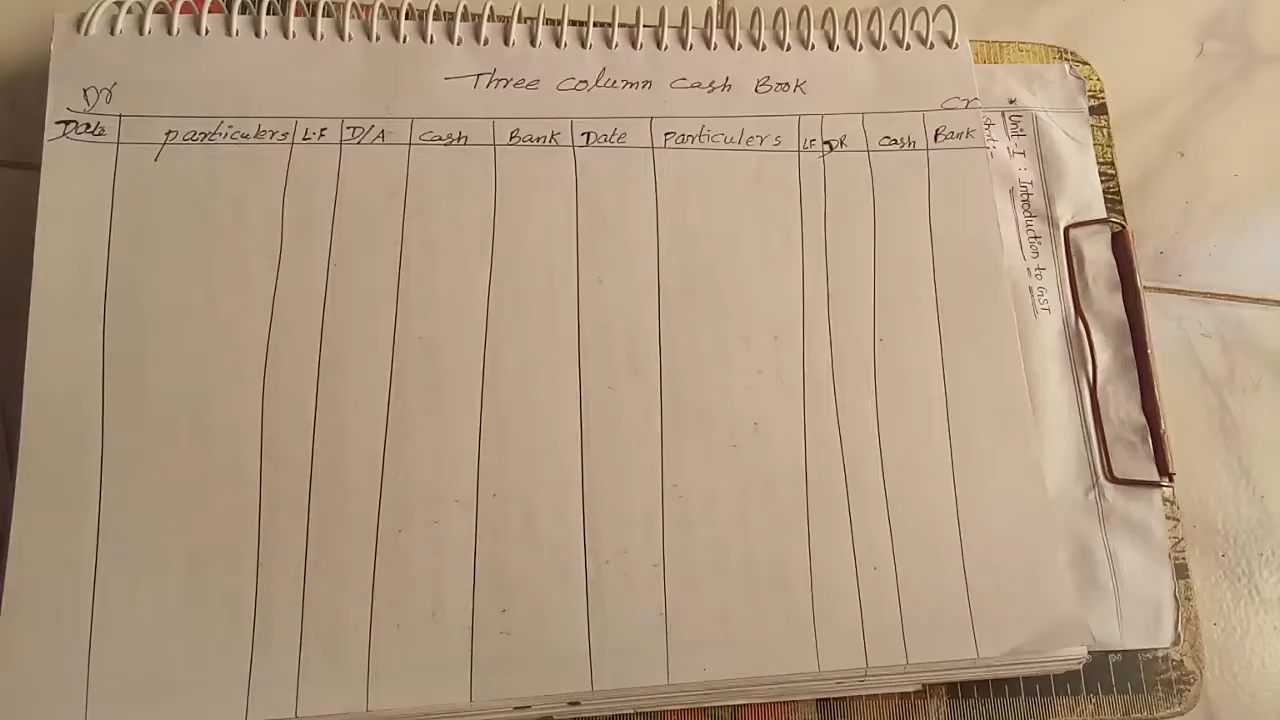 Three column cash Book
Dr
Cr
Date particulers L.F D/A cash Bank Date particulers LF DR cash Bank
* Unit-I : Introduction to GST
short:-